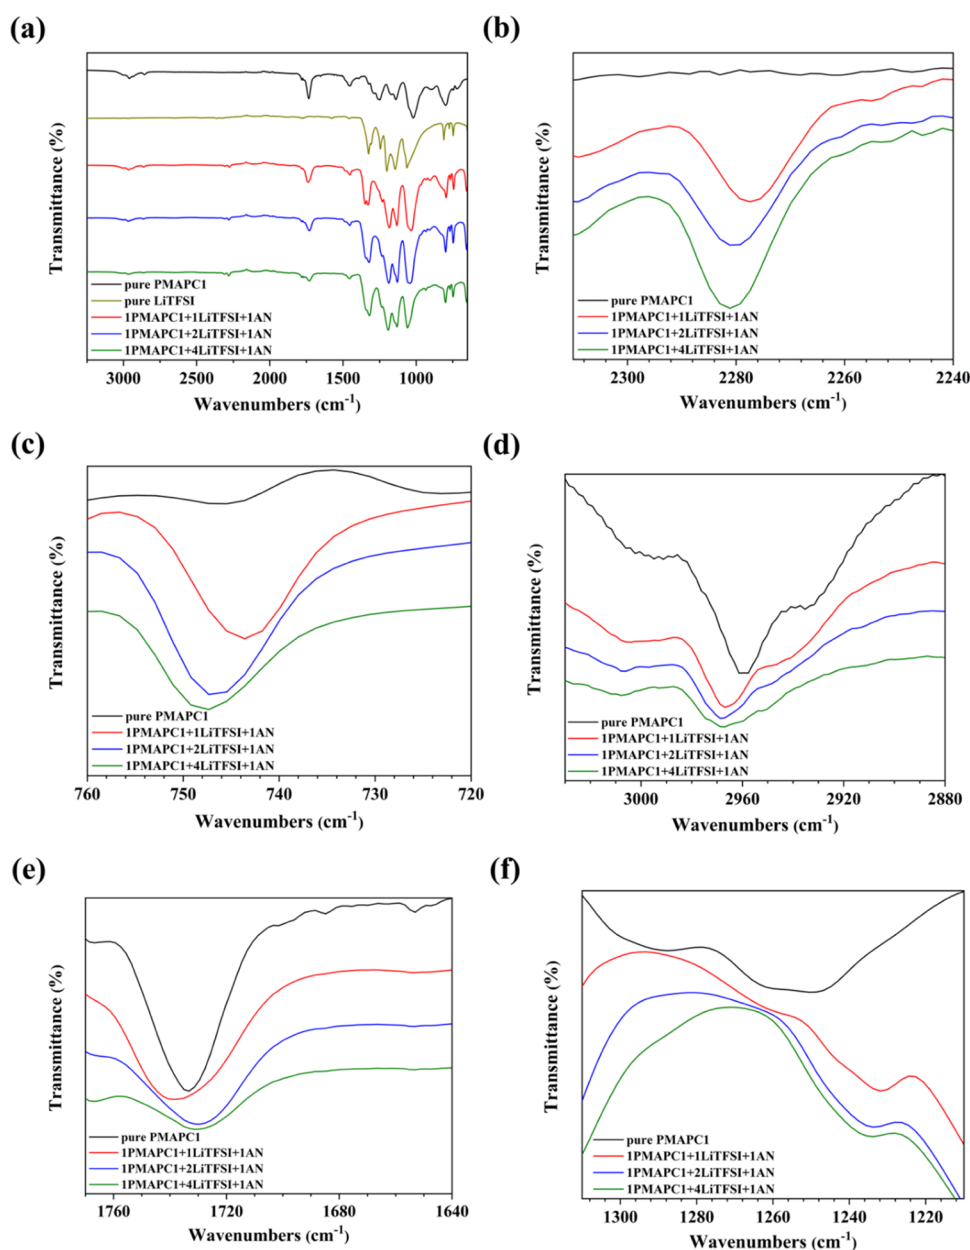 (a)
Transmittance (%)
pure PMAPC1
pure LiTFSI
1PMAPC1+1LiTFSI+1AN
1PMAPC1+2LiTFSI+1AN
1PMAPC1+4LiTFSI+1AN
3000 2500 2000 1500 1000
Wavenumbers (cm-1)
(b)
Transmittance (%)
pure PMAPC1
1PMAPC1+1LiTFSI+1AN
1PMAPC1+2LiTFSI+1AN
1PMAPC1+4LiTFSI+1AN
2300 2280 2260 2240
Wavenumbers (cm-1)
(c)
Transmittance (%)
pure PMAPC1
1PMAPC1+1LiTFSI+1AN
1PMAPC1+2LiTFSI+1AN
1PMAPC1+4LiTFSI+1AN
760 750 740 730 720
Wavenumbers (cm-1)
(d)
Transmittance (%)
pure PMAPC1
1PMAPC1+1LiTFSI+1AN
1PMAPC1+2LiTFSI+1AN
1PMAPC1+4LiTFSI+1AN
3000 2960 2920 2880
Wavenumbers (cm-1)
(e)
Transmittance (%)
pure PMAPC1
1PMAPC1+1LiTFSI+1AN
1PMAPC1+2LiTFSI+1AN
1PMAPC1+4LiTFSI+1AN
1760 1720 1680 1640
Wavenumbers (cm-1)
(f)
Transmittance (%)
pure PMAPC1
1PMAPC1+1LiTFSI+1AN
1PMAPC1+2LiTFSI+1AN
1PMAPC1+4LiTFSI+1AN
1300 1280 1260 1240 1220
Wavenumbers (cm-1)